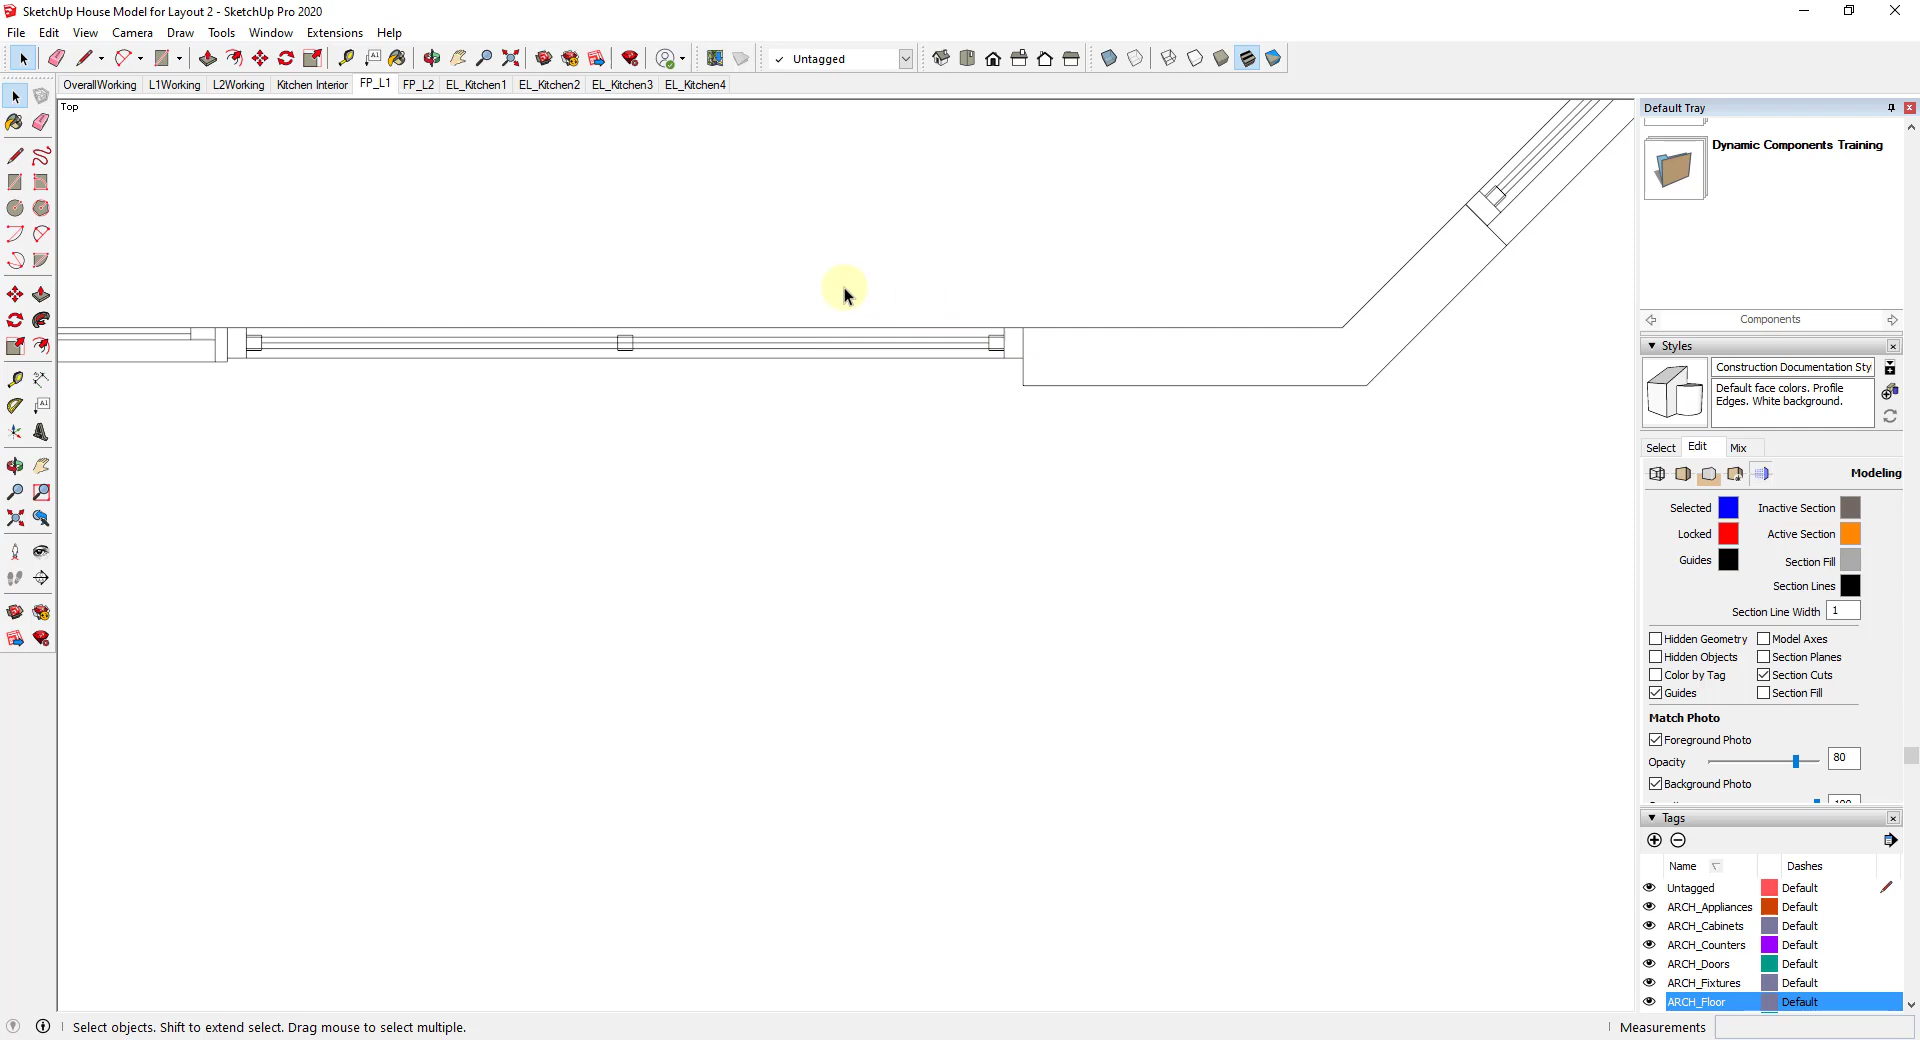 SketchUp House Model for Layout 2 - SketchUp Pro 2020
File Edit View Camera Draw Tools Window Extensions Help
Untagged
OverallWorking L1Working L2Working Kitchen Interior FP_L1 FP_L2 EL_Kitchen1 EL_Kitchen2 EL_Kitchen3 EL_Kitchen4
Top
Default Tray
Dynamic Components Training
Components
Styles
Construction Documentation Sty
Default face colors. Profile
Edges. White background.
Select Edit Mix
Modeling
Selected Inactive Section
Locked Active Section
Guides Section Fill
Section Lines
Section Line Width 1
Hidden Geometry Model Axes
Hidden Objects Section Planes
Color by Tag Section Cuts
Guides Section Fill
Match Photo
Foreground Photo
Opacity 80
Background Photo
Tags
Name Dashes
Untagged Default
ARCH_Appliances Default
ARCH_Cabinets Default
ARCH_Counters Default
ARCH_Doors Default
ARCH_Fixtures Default
ARCH_Floor Default
Select objects. Shift to extend select. Drag mouse to select multiple.
Measurements